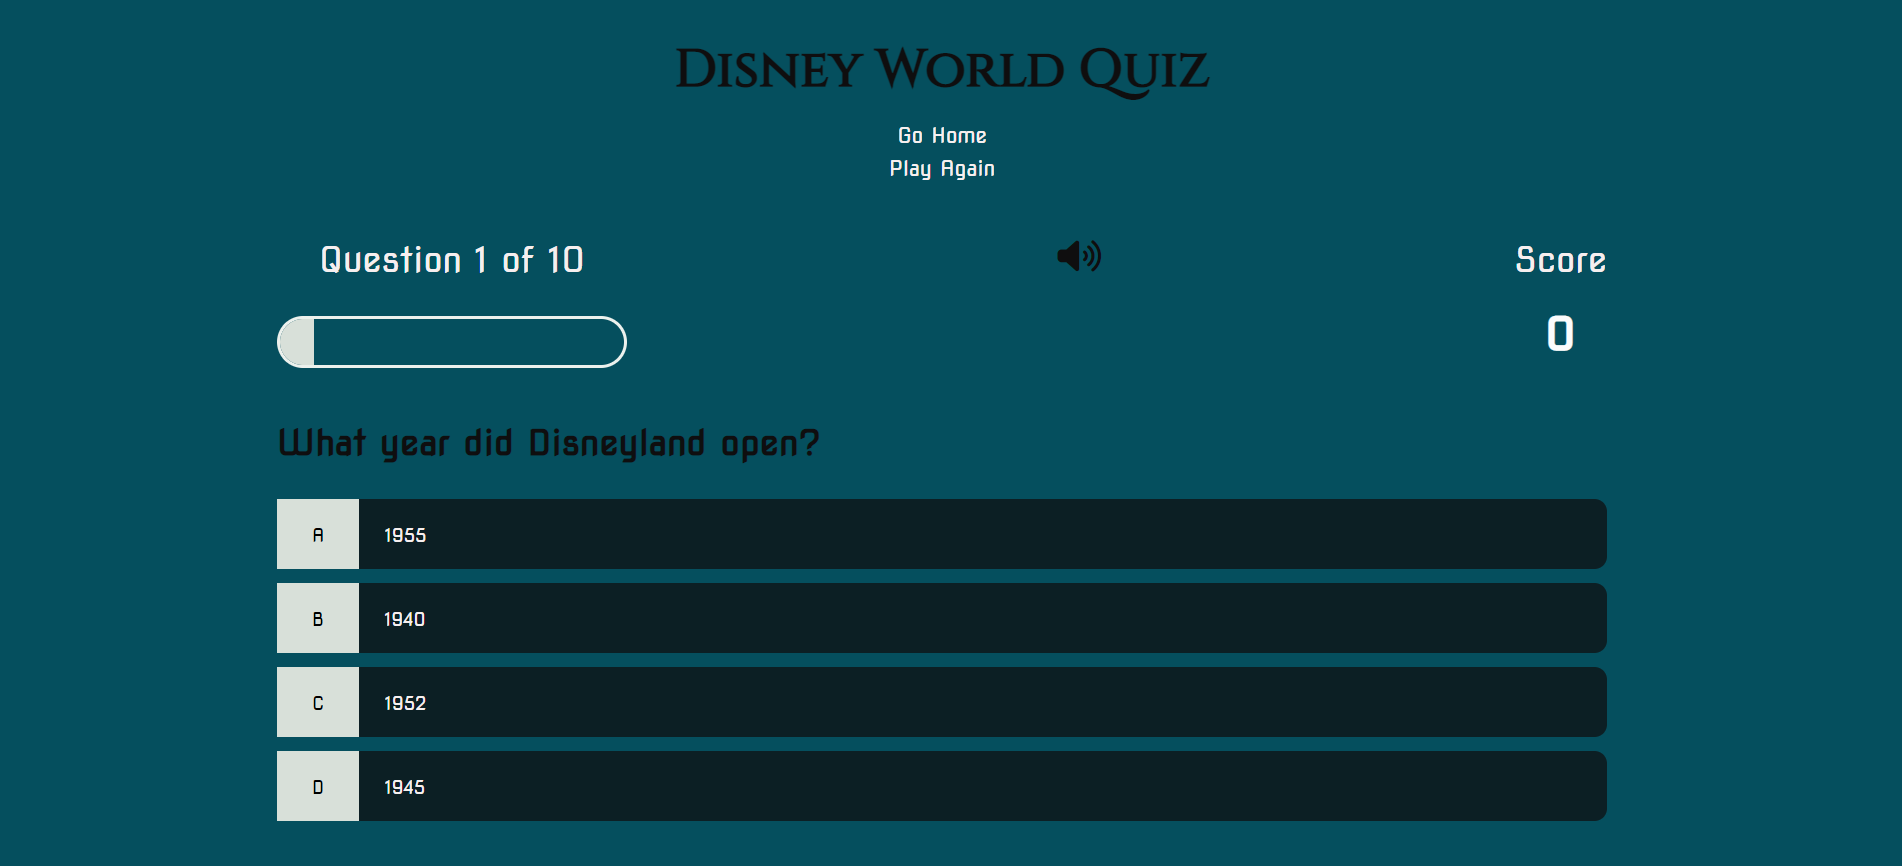 Disney World Quiz
Go Home
Play Again
Question 1 of 10
Score
0
What year did Disneyland open?
A 1955
B 1940
C 1952
D 1945